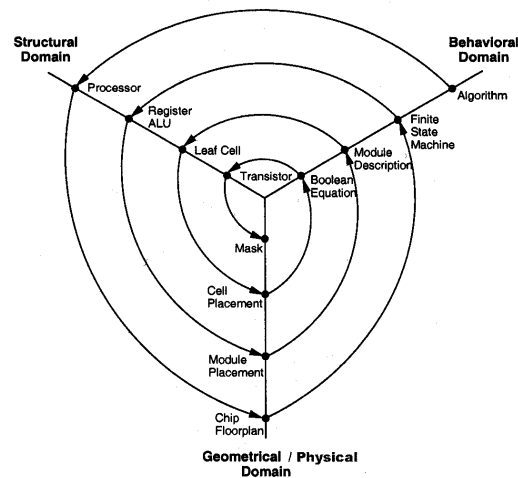 Structural
Domain
Behavioral
Domain
Processor
Algorithm
Register
ALU
Finite
State
Machine
Leaf Cell
Module
Description
Transistor
Boolean
Equation
Mask
Cell
Placement
Module
Placement
Chip
Floorplan
Geometrical / Physical
Domain